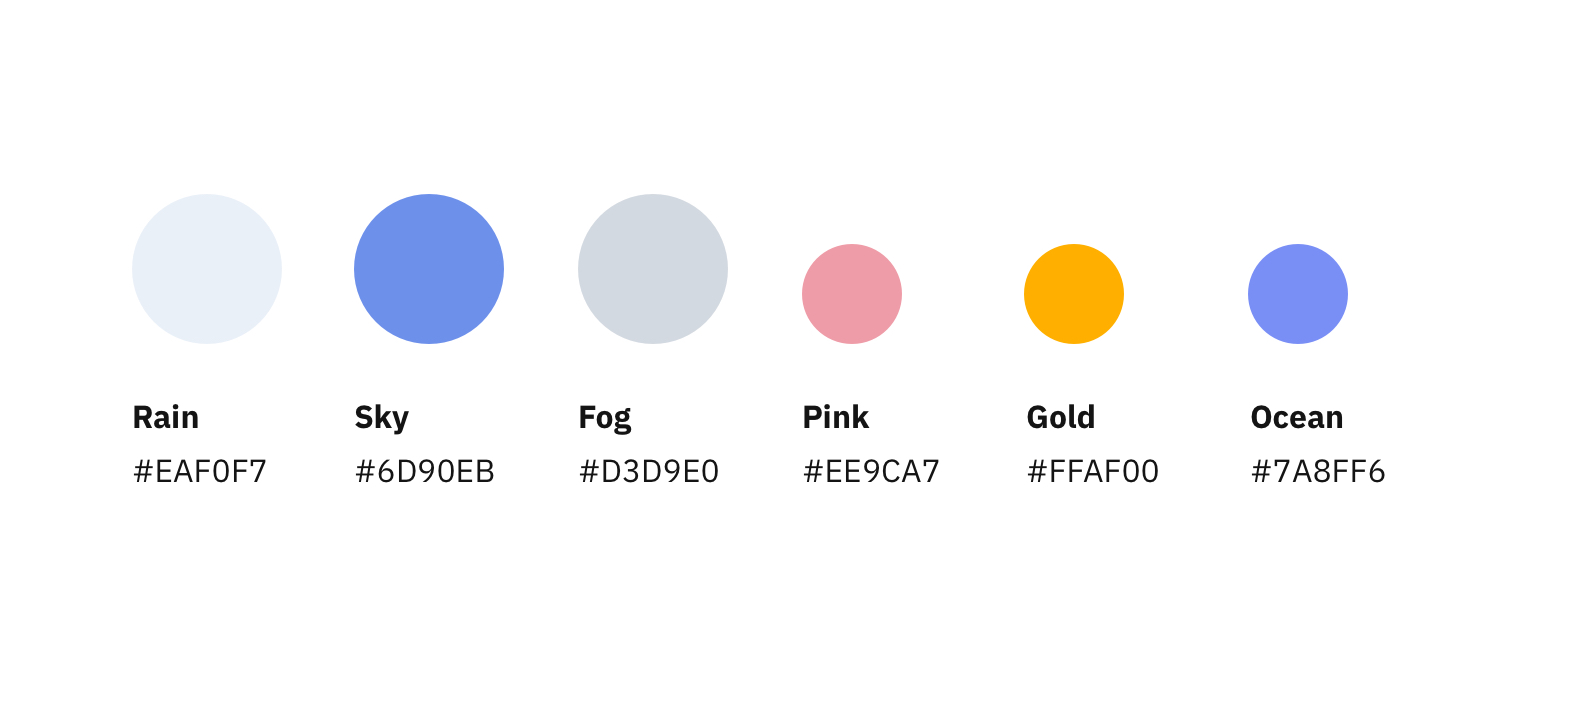 Rain Sky Fog Pink Gold Ocean
#EAF0F7 #6D90EB #D3D9E0 #EE9CA7 #FFAF00 #7A8FF6